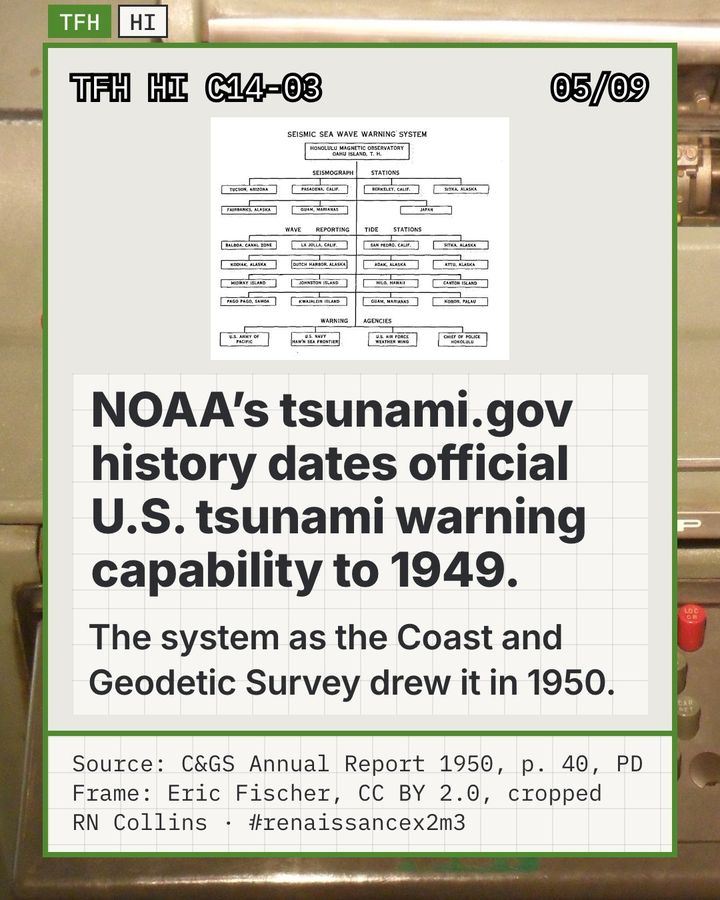 TFH HI
TFH HI C14-03 05/09
SEISMIC SEA WAVE WARNING SYSTEM
HONOLULU MAGNETIC OBSERVATORY
OAHU ISLAND, T. H.
SEISMOGRAPH STATIONS
TUCSON, ARIZONA PASADENA, CALIF. BERKELEY, CALIF. SITKA, ALASKA
FAIRBANKS, ALASKA GUAM, MARIANAS JAPAN
WAVE REPORTING TIDE STATIONS
BALBOA, CANAL ZONE LA JOLLA, CALIF. SAN PEDRO, CALIF. SITKA, ALASKA
KODIAK, ALASKA DUTCH HARBOR, ALASKA ADAK, ALASKA ATTU, ALASKA
MIDWAY ISLAND JOHNSTON ISLAND HILO, HAWAII CANTON ISLAND
PAGO PAGO, SAMOA KWAJALEIN ISLAND GUAM, MARIANAS KOROR, PALAU
WARNING AGENCIES
U.S. ARMY OF PACIFIC U.S. NAVY HAW'N SEA FRONTIER U.S. AIR FORCE WEATHER WING CHIEF OF POLICE HONOLULU
NOAA’s tsunami.gov
history dates official
U.S. tsunami warning
capability to 1949.
The system as the Coast and
Geodetic Survey drew it in 1950.
Source: C&GS Annual Report 1950, p. 40, PD
Frame: Eric Fischer, CC BY 2.0, cropped
RN Collins · #renaissancex2m3